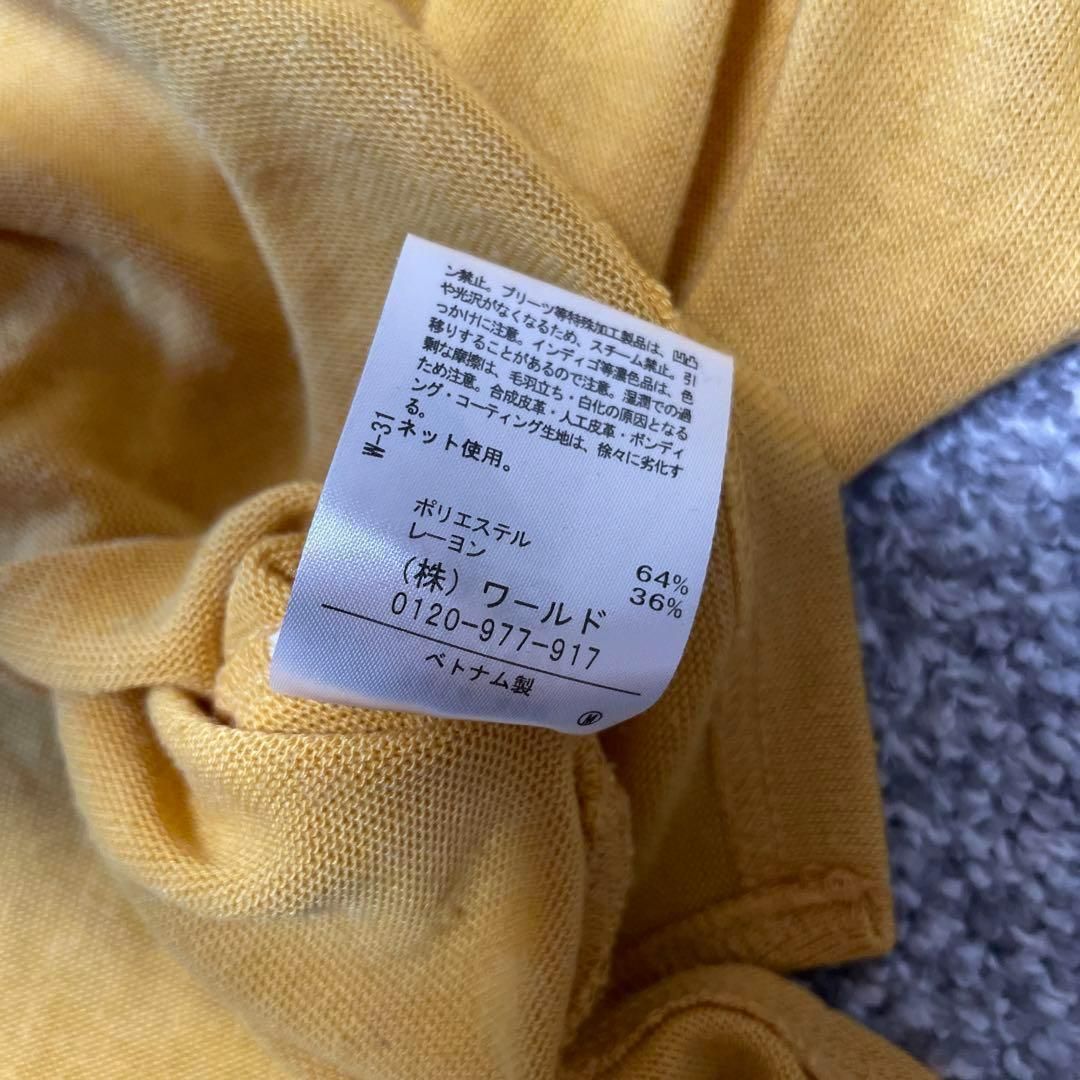 ン禁止。プリーツ等特殊加工製品は、凹凸
や光沢がなくなるため、スチーム禁止。引
っかけに注意。インディゴ等濃色品は、色
移りすることがあるので注意。湿潤での過
剰な摩擦は、毛羽立ち・白化の原因となる
ため注意。合成皮革・人工皮革・ボンディ
ング・コーティング生地は、徐々に劣化す
る。
W-31
ネット使用。
ポリエステル 64%
レーヨン 36%
(株) ワールド
0120-977-917
ベトナム製
M